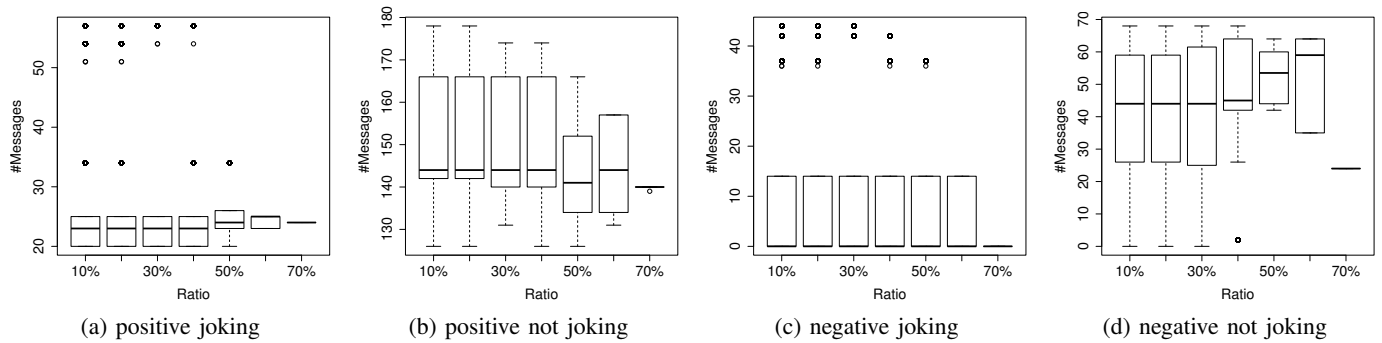 #Messages
50
40
30
20
10% 30% 50% 70%
Ratio
(a) positive joking
#Messages
180
170
160
150
140
130
10% 30% 50% 70%
Ratio
(b) positive not joking
#Messages
40
30
20
10
0
10% 30% 50% 70%
Ratio
(c) negative joking
#Messages
70
60
50
40
30
20
10
0
10% 30% 50% 70%
Ratio
(d) negative not joking